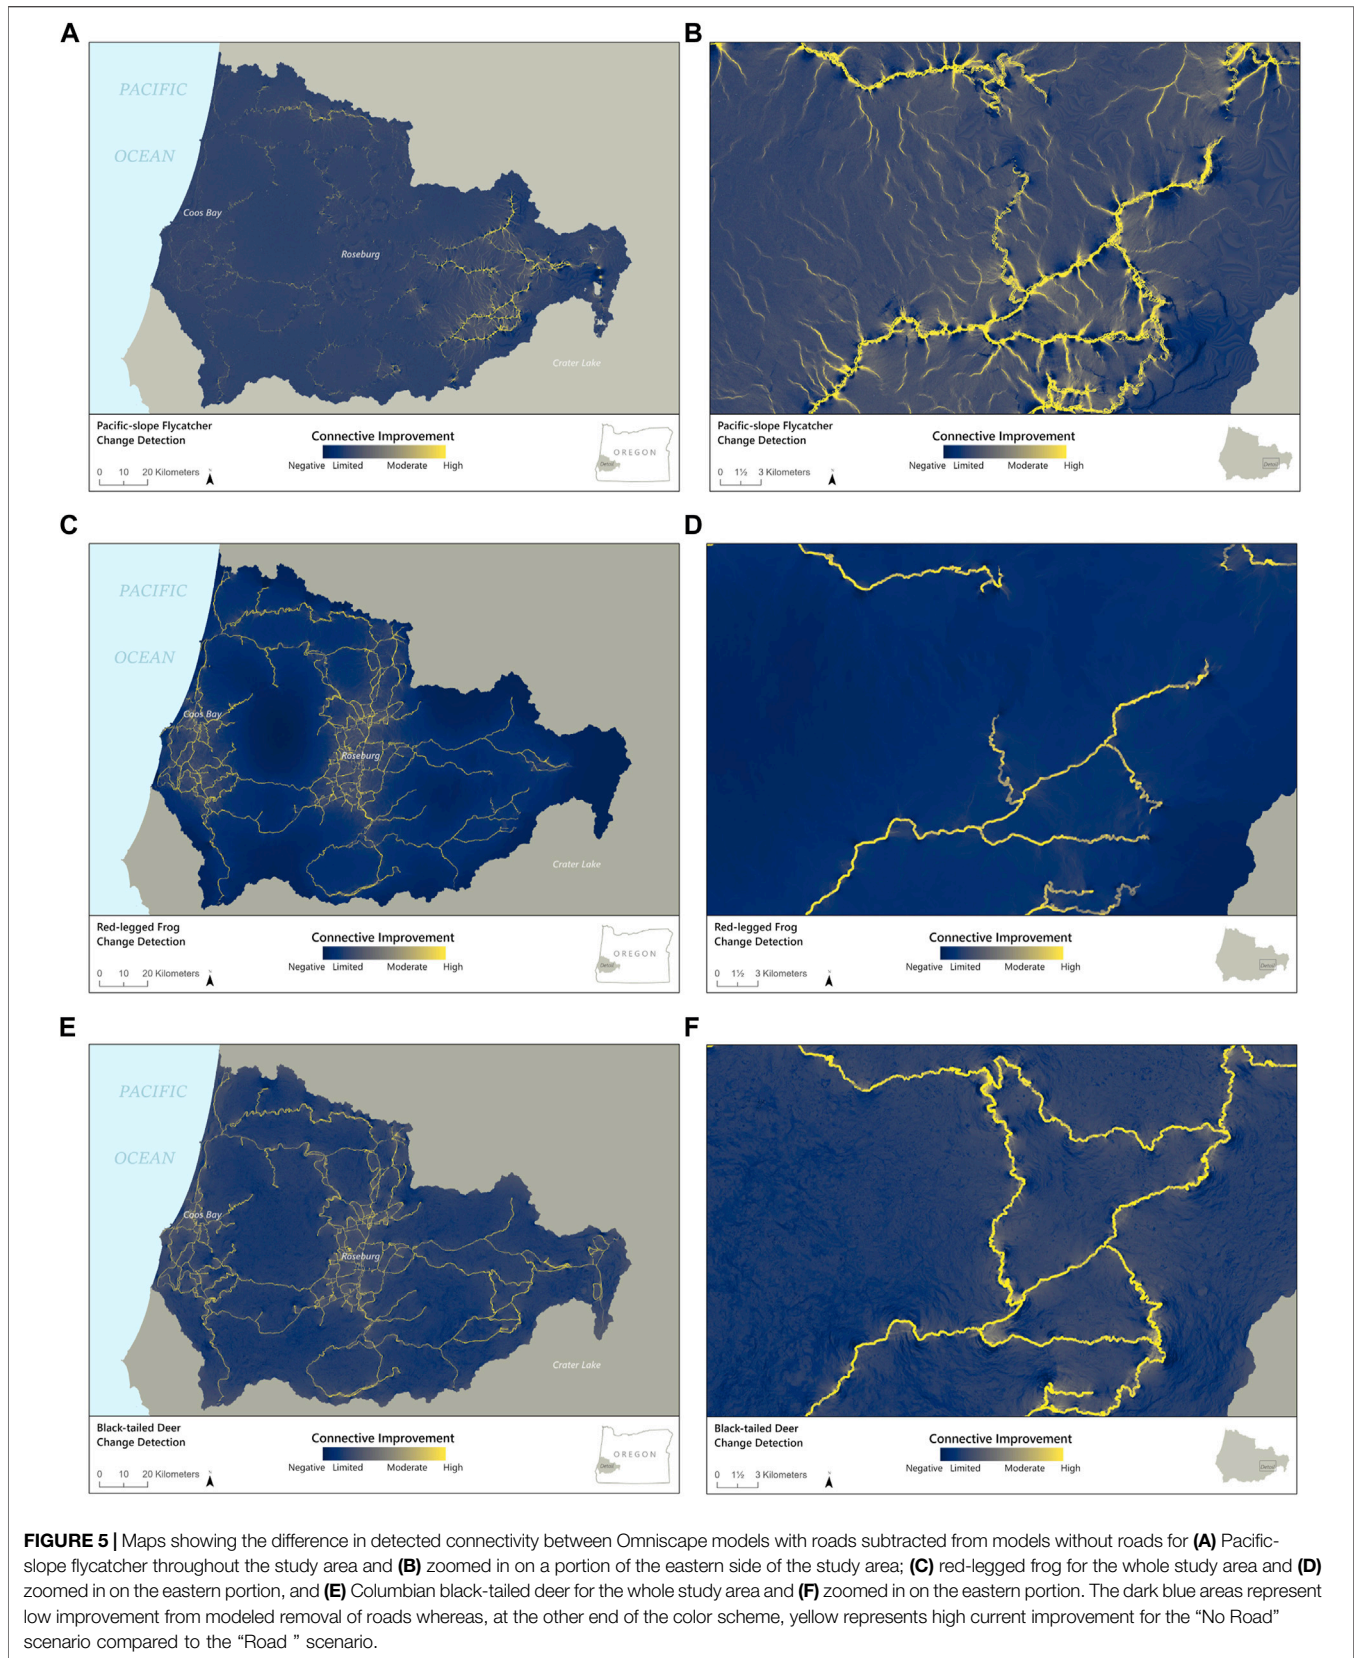 A
PACIFIC
OCEAN
Coos Bay
Roseburg
Crater Lake
Pacific-slope Flycatcher
Change Detection
0 10 20 Kilometers
N
Connective Improvement
Negative Limited Moderate High
OREGON
Detail
B
Pacific-slope Flycatcher
Change Detection
0 1½ 3 Kilometers
N
Connective Improvement
Negative Limited Moderate High
Detail
C
PACIFIC
OCEAN
Coos Bay
Roseburg
Crater Lake
Red-legged Frog
Change Detection
0 10 20 Kilometers
N
Connective Improvement
Negative Limited Moderate High
OREGON
Detail
D
Red-legged Frog
Change Detection
0 1½ 3 Kilometers
N
Connective Improvement
Negative Limited Moderate High
Detail
E
PACIFIC
OCEAN
Coos Bay
Roseburg
Crater Lake
Black-tailed Deer
Change Detection
0 10 20 Kilometers
N
Connective Improvement
Negative Limited Moderate High
OREGON
Detail
F
Black-tailed Deer
Change Detection
0 1½ 3 Kilometers
N
Connective Improvement
Negative Limited Moderate High
Detail
FIGURE 5 | Maps showing the difference in detected connectivity between Omniscape models with roads subtracted from models without roads for (A) Pacific-
slope flycatcher throughout the study area and (B) zoomed in on a portion of the eastern side of the study area; (C) red-legged frog for the whole study area and (D)
zoomed in on the eastern portion, and (E) Columbian black-tailed deer for the whole study area and (F) zoomed in on the eastern portion. The dark blue areas represent
low improvement from modeled removal of roads whereas, at the other end of the color scheme, yellow represents high current improvement for the “No Road”
scenario compared to the “Road ” scenario.